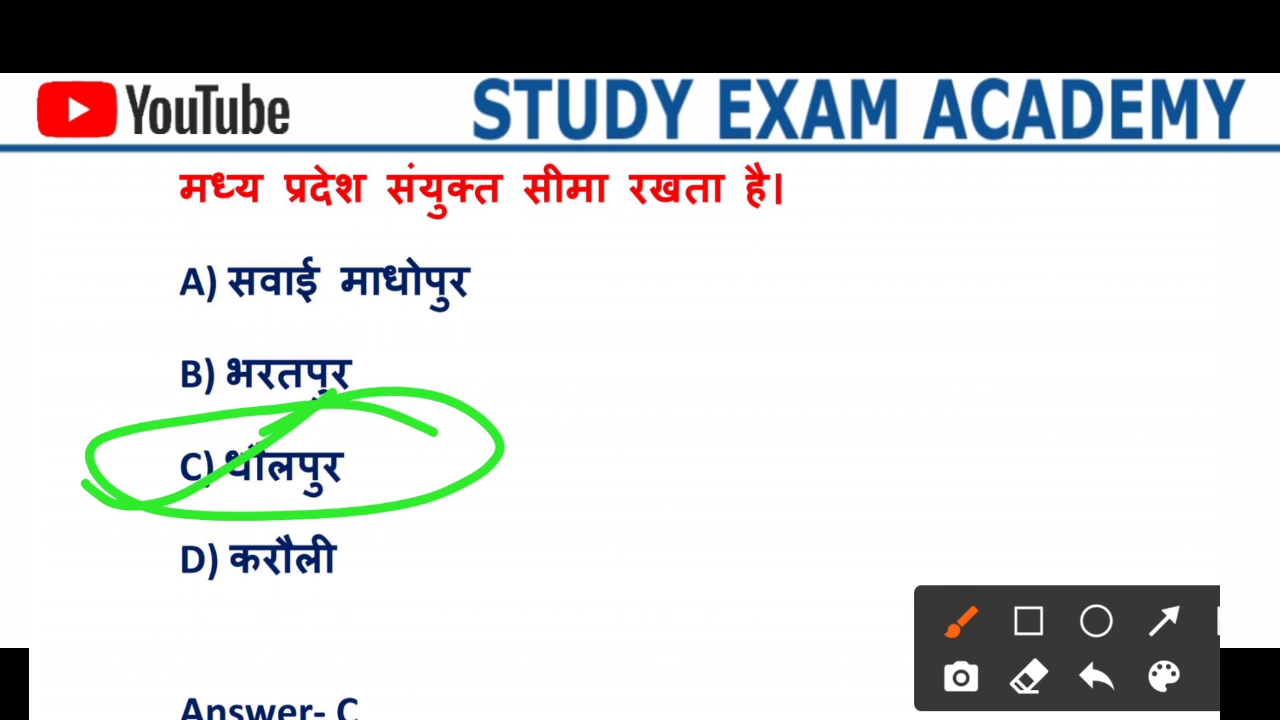 YouTube STUDY EXAM ACADEMY
मध्य प्रदेश संयुक्त सीमा रखता है।
A) सवाई माधोपुर
B) भरतपुर
C) धौलपुर
D) करौली
Answer- C